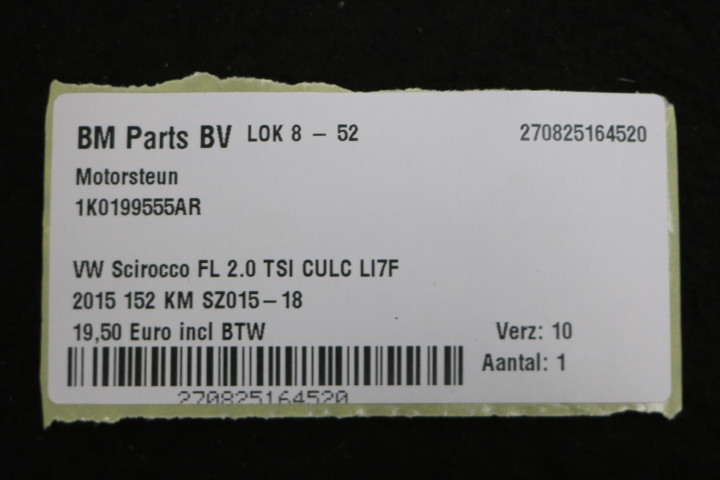 BM Parts BV LOK 8 - 52 270825164520
Motorsteun
1K0199555AR
VW Scirocco FL 2.0 TSI CULC LI7F
2015 152 KM SZ015-18
19,50 Euro incl BTW Verz: 10
Aantal: 1
270825164520